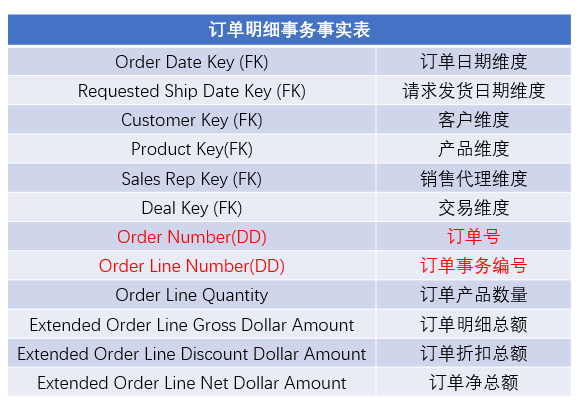 订单明细事务事实表
Order Date Key (FK) 订单日期维度
Requested Ship Date Key (FK) 请求发货日期维度
Customer Key (FK) 客户维度
Product Key(FK) 产品维度
Sales Rep Key (FK) 销售代理维度
Deal Key (FK) 交易维度
Order Number(DD) 订单号
Order Line Number(DD) 订单事务编号
Order Line Quantity 订单产品数量
Extended Order Line Gross Dollar Amount 订单明细总额
Extended Order Line Discount Dollar Amount 订单折扣总额
Extended Order Line Net Dollar Amount 订单净总额